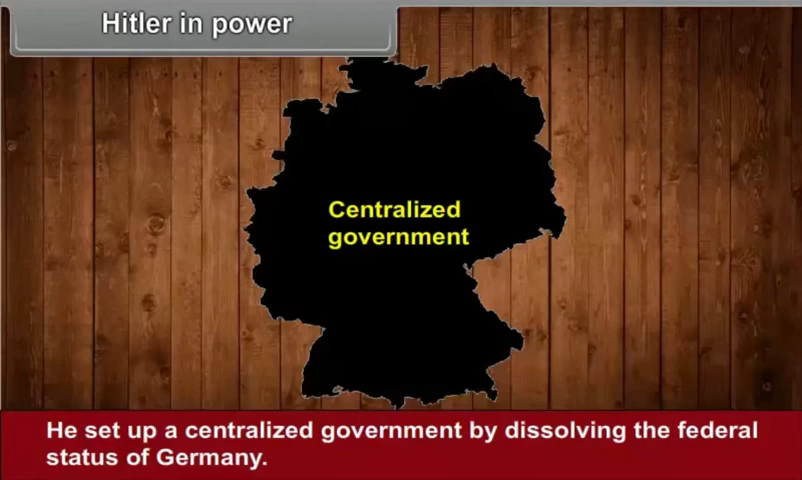 Hitler in power
Centralized
government
He set up a centralized government by dissolving the federal
status of Germany.